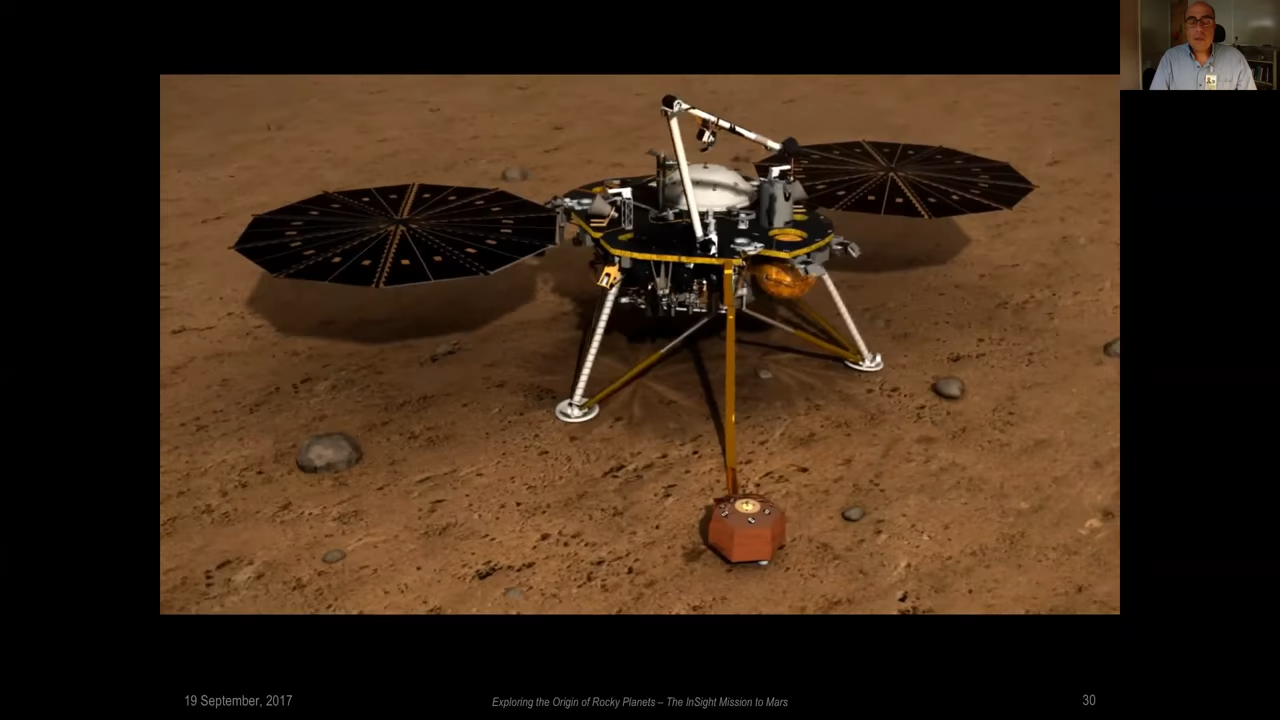 19 September, 2017
Exploring the Origin of Rocky Planets – The InSight Mission to Mars
30